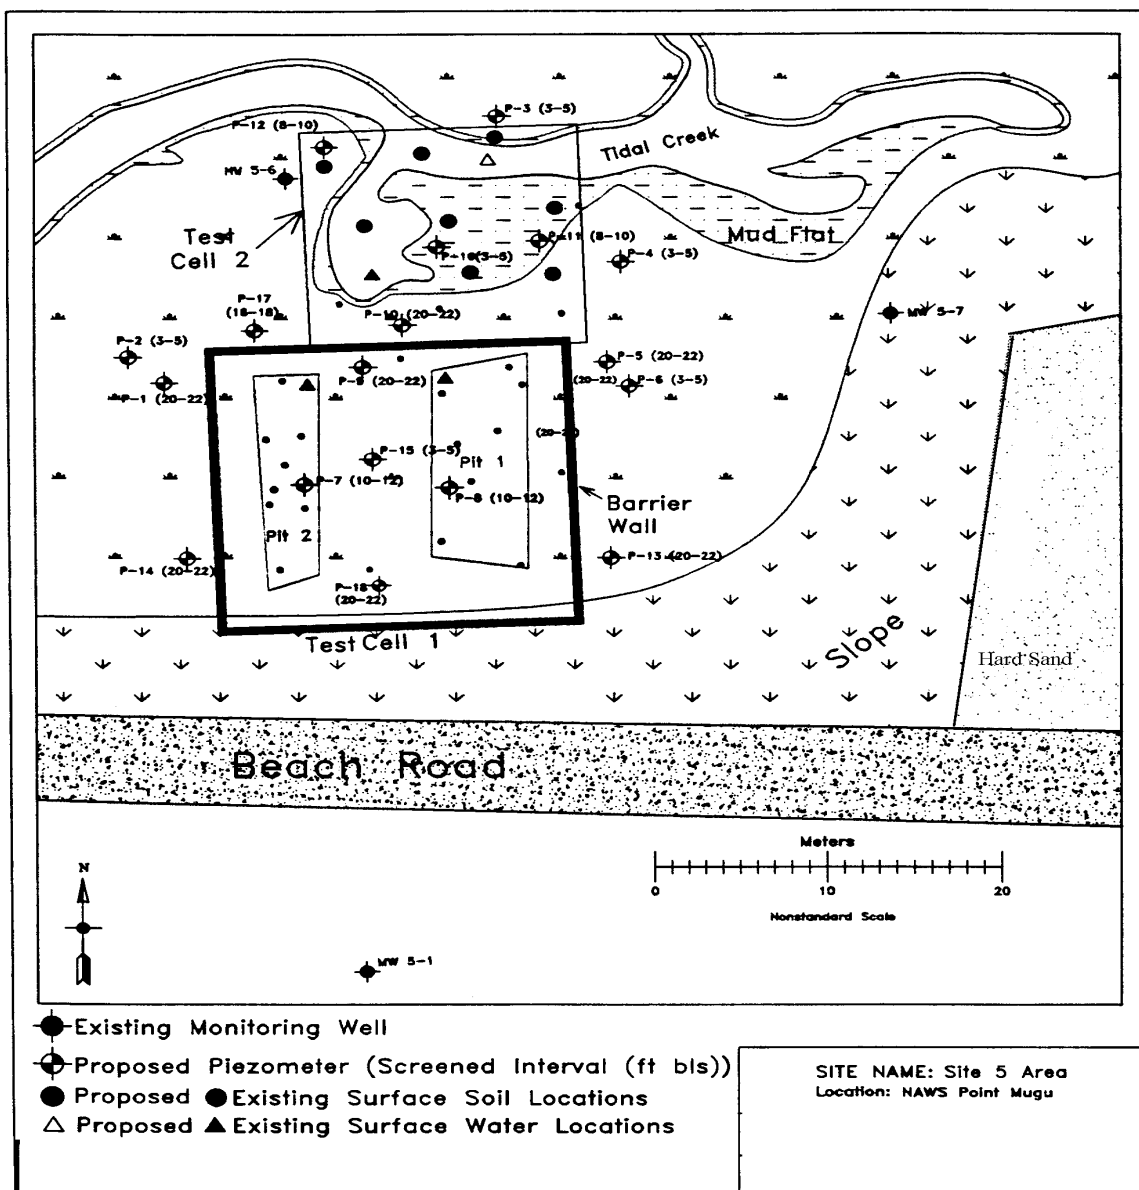 P-3 (3-5)
P-12 (8-10)
Tidal Creek
MW 5-6
Test
Cell 2
Mud Flat
P-11 (8-10)
P-16(3-5)
P-4 (3-5)
P-17
(16-18)
P-10 (20-22)
MW 5-7
P-2 (3-5)
P-5 (20-22)
P-9 (20-22)
(20-22)
P-6 (3-5)
P-1 (20-22)
P-15 (3-5)
Pit 1
P-7 (10-12)
P-8 (10-12)
Barrier
Wall
Pit 2
P-14 (20-22)
P-13 (20-22)
P-18
(20-22)
Test Cell 1
Slope
Hard Sand
Beach Road
Meters
0 10 20
Nonstandard Scale
N
MW 5-1
Existing Monitoring Well
Proposed Piezometer (Screened Interval (ft bls))
Proposed Existing Surface Soil Locations
Proposed Existing Surface Water Locations
SITE NAME: Site 5 Area
Location: NAWS Point Mugu